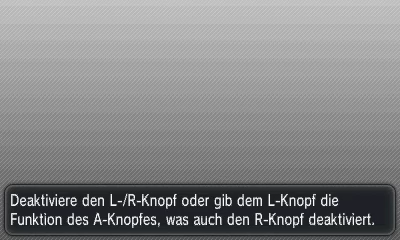 Deaktiviere den L-/R-Knopf oder gib dem L-Knopf die
Funktion des A-Knopfes, was auch den R-Knopf deaktiviert.